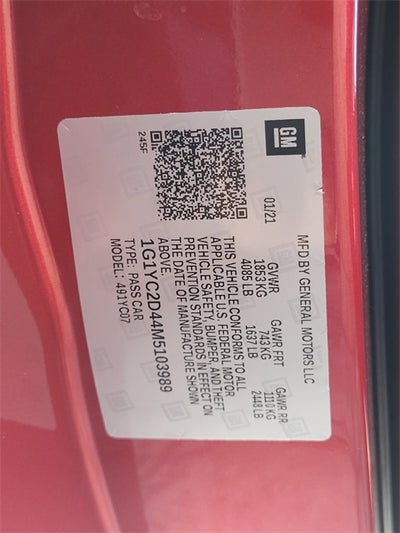 GM
MFD BY GENERAL MOTORS LLC
01/21
GVWR GAWR FRT GAWR RR
1853 KG 743 KG 1110 KG
4085 LB 1637 LB 2448 LB
THIS VEHICLE CONFORMS TO ALL
APPLICABLE U.S. FEDERAL MOTOR
VEHICLE SAFETY, BUMPER, AND THEFT
PREVENTION STANDARDS IN EFFECT ON
THE DATE OF MANUFACTURE SHOWN
ABOVE.
1G1YC2D44M5103989
TYPE: PASS CAR
MODEL: 491YC07
245F